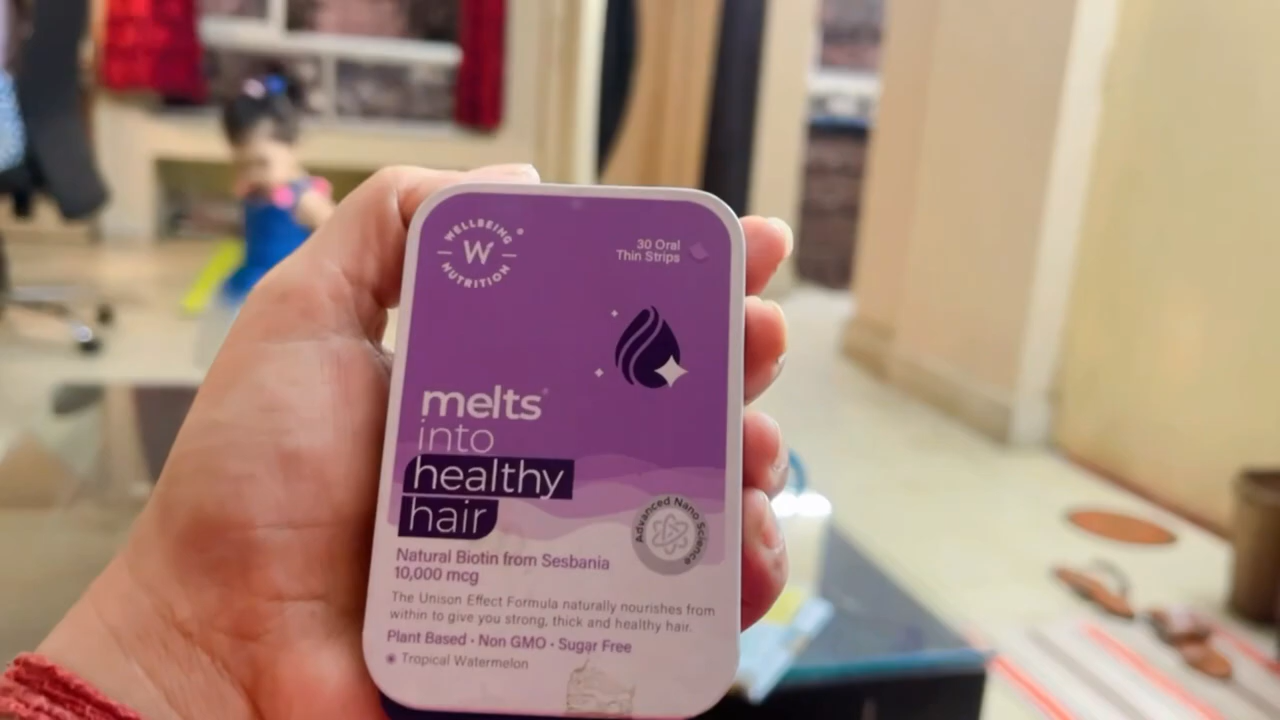 WELLBEING
W
NUTRITION
30 Oral
Thin Strips
melts
into
healthy
hair
Advanced Nano Science
Natural Biotin from Sesbania
10,000 mcg
The Unison Effect Formula naturally nourishes from
within to give you strong, thick and healthy hair.
Plant Based · Non GMO · Sugar Free
Tropical Watermelon